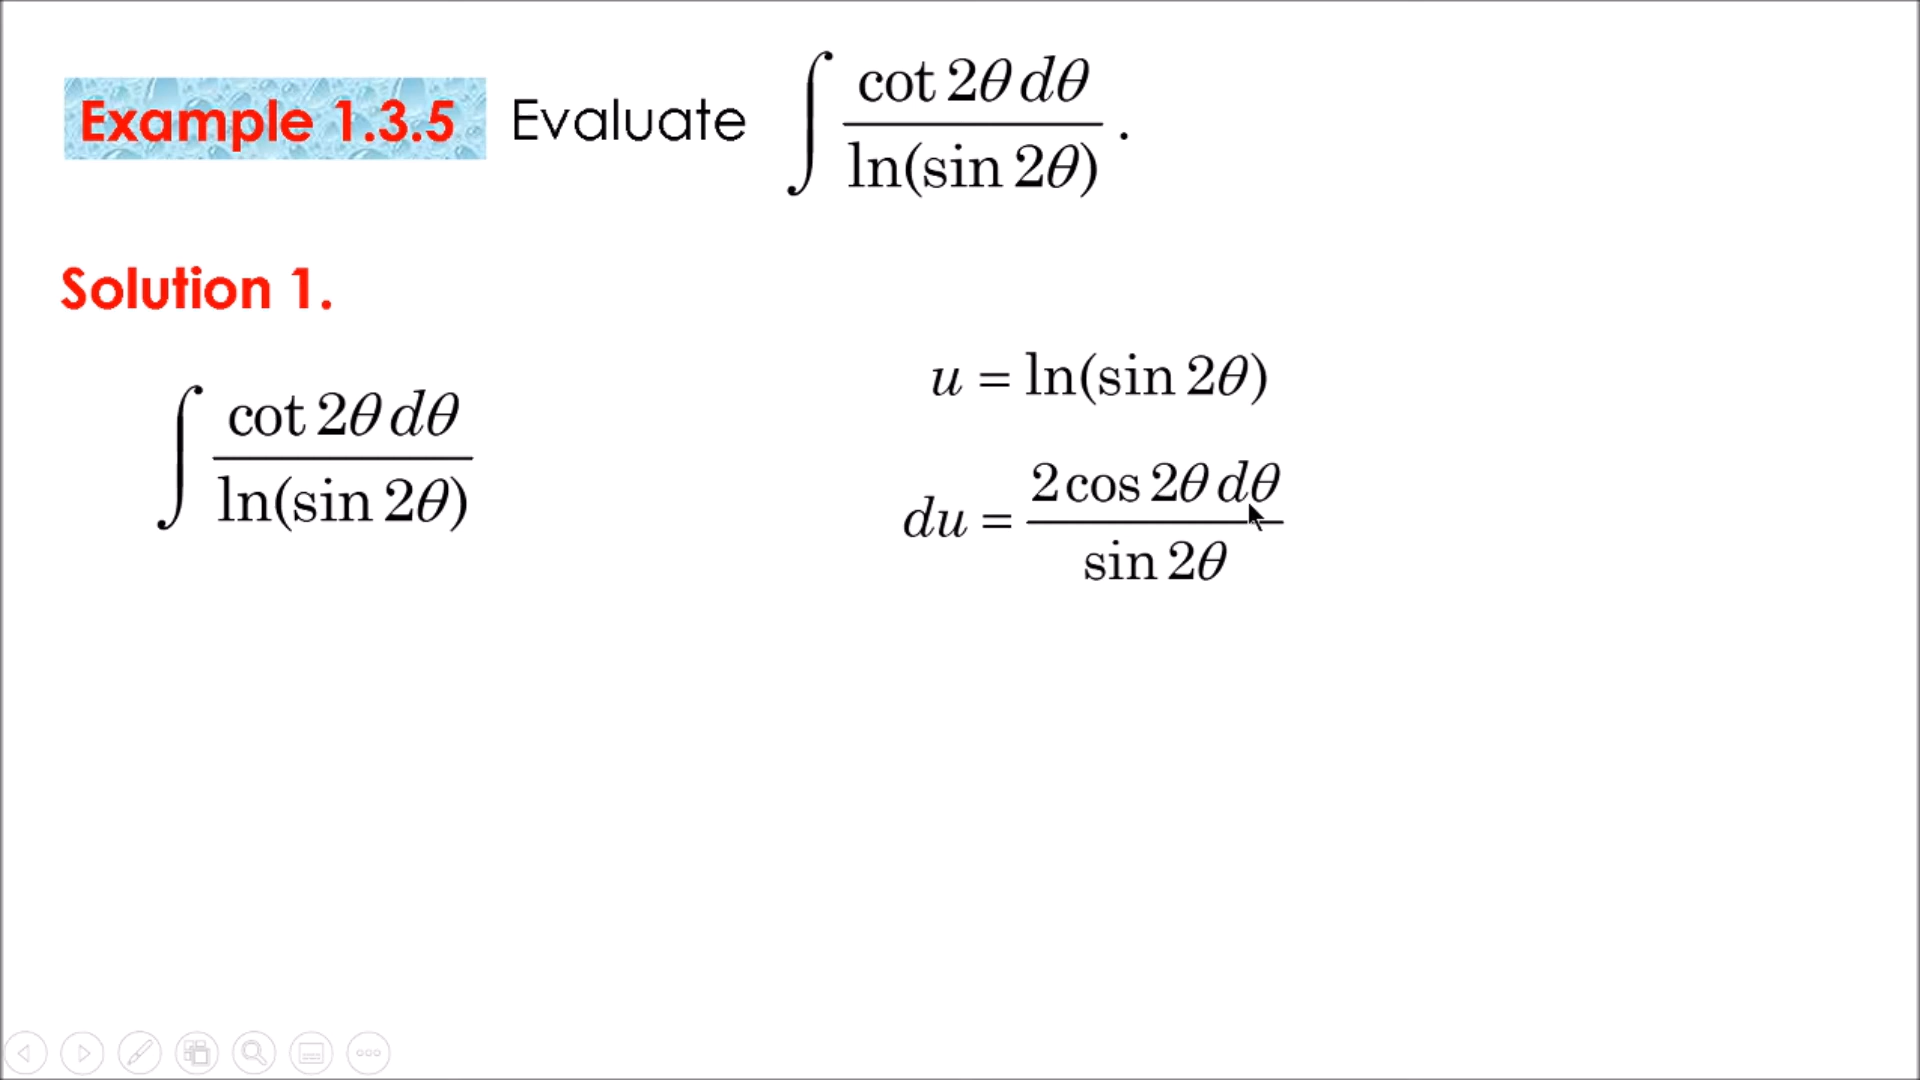 Example 1.3.5 Evaluate ∫ cot 2θ dθ / ln(sin 2θ) .
Solution 1.
∫ cot 2θ dθ / ln(sin 2θ)
u = ln(sin 2θ)
du = 2 cos 2θ dθ / sin 2θ